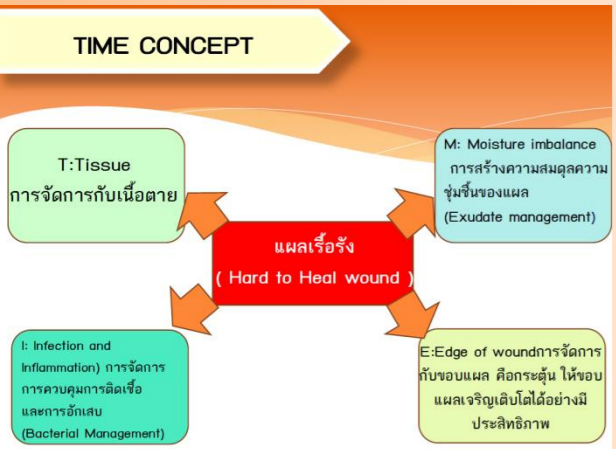 TIME CONCEPT
T:Tissue
การจัดการกับเนื้อตาย
M: Moisture imbalance
การสร้างความสมดุลความ
ชุ่มชื้นของแผล
(Exudate management)
แผลเรื้อรัง
( Hard to Heal wound )
I: Infection and
Inflammation) การจัดการ
การควบคุมการติดเชื้อ
และการอักเสบ
(Bacterial Management)
E:Edge of woundการจัดการ
กับขอบแผล คือกระตุ้น ให้ขอบ
แผลเจริญเติบโตได้อย่างมี
ประสิทธิภาพ